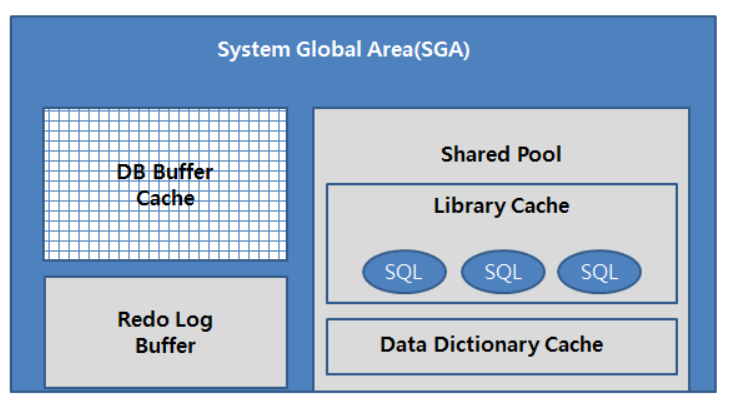 System Global Area(SGA)
DB Buffer
Cache
Redo Log
Buffer
Shared Pool
Library Cache
SQL SQL SQL
Data Dictionary Cache